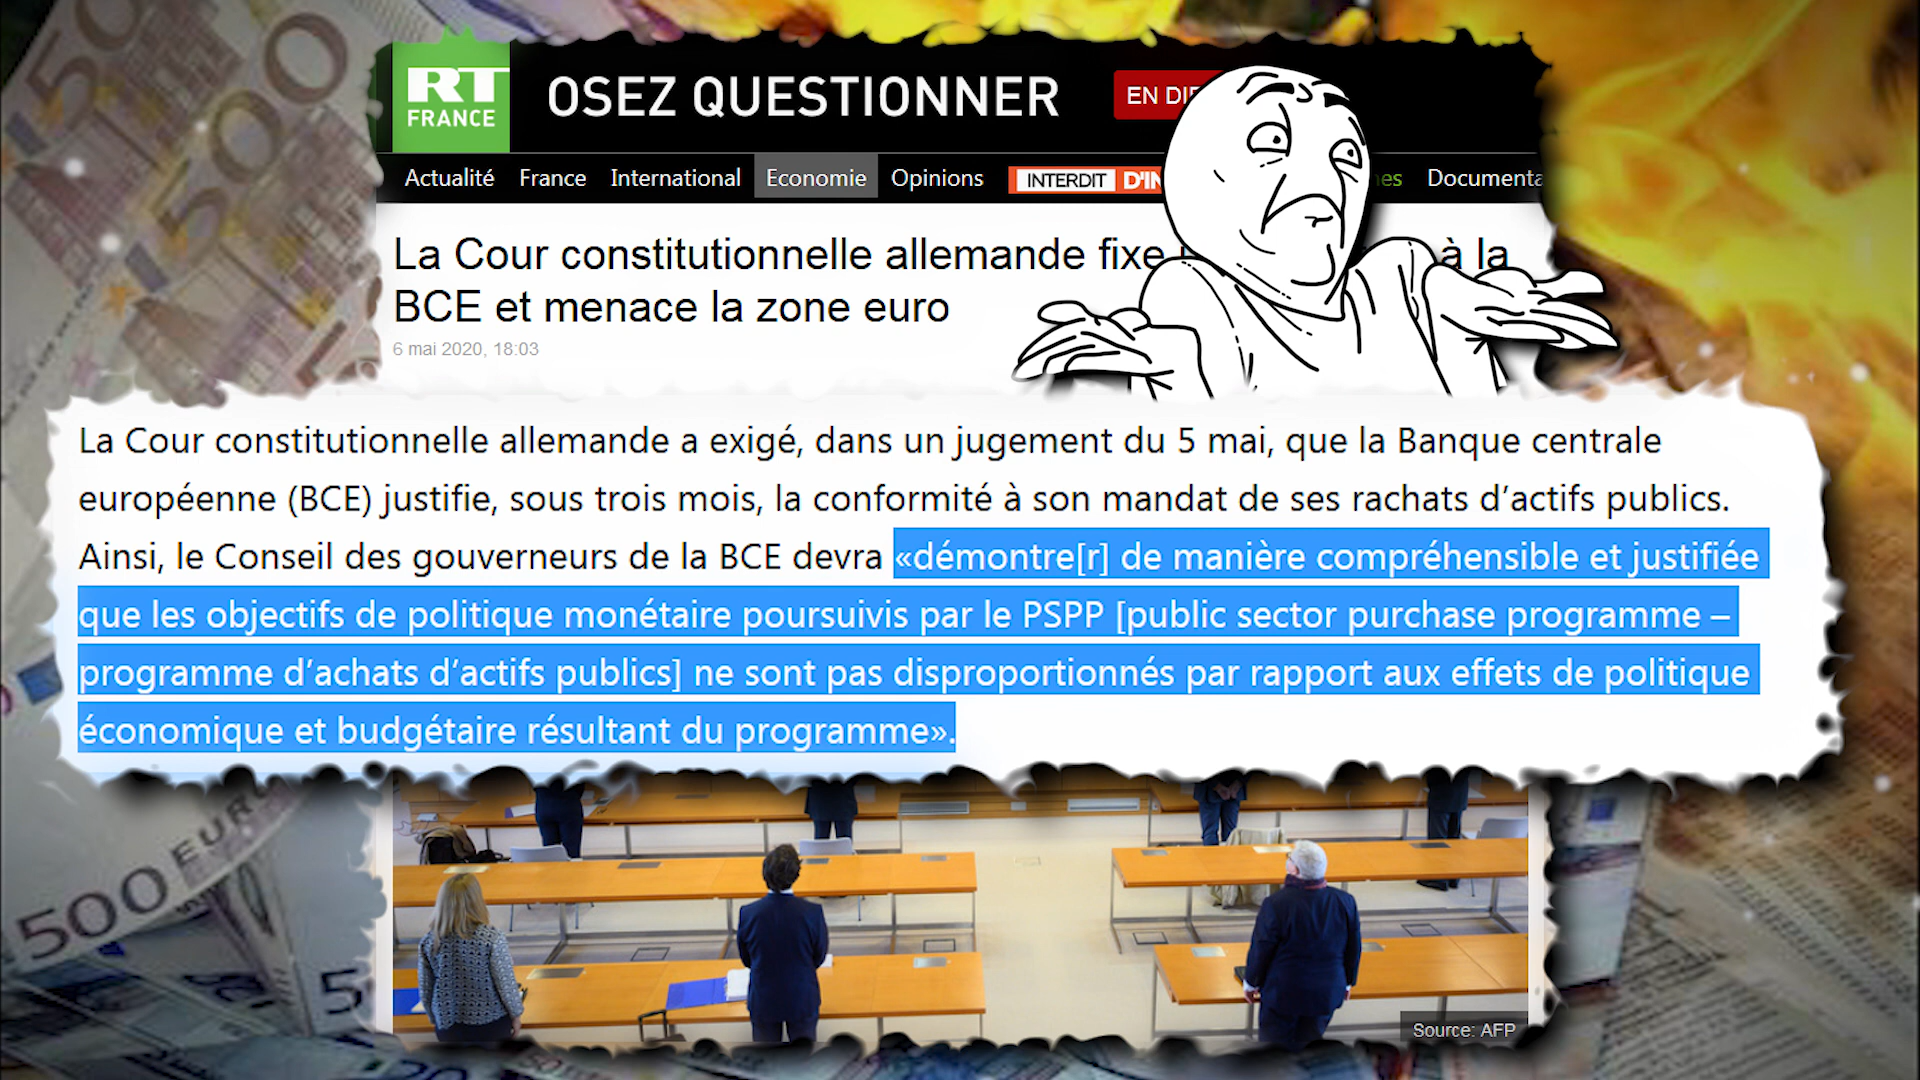 RT
FRANCE
OSEZ QUESTIONNER
EN
Actualité France International Economie Opinions INTERDIT Documenta
La Cour constitutionnelle allemande fixe à la
BCE et menace la zone euro
6 mai 2020, 18:03
La Cour constitutionnelle allemande a exigé, dans un jugement du 5 mai, que la Banque centrale
européenne (BCE) justifie, sous trois mois, la conformité à son mandat de ses rachats d’actifs publics.
Ainsi, le Conseil des gouverneurs de la BCE devra «démontre[r] de manière compréhensible et justifiée
que les objectifs de politique monétaire poursuivis par le PSPP [public sector purchase programme –
programme d’achats d’actifs publics] ne sont pas disproportionnés par rapport aux effets de politique
économique et budgétaire résultant du programme».
500 EURO
Source: AFP